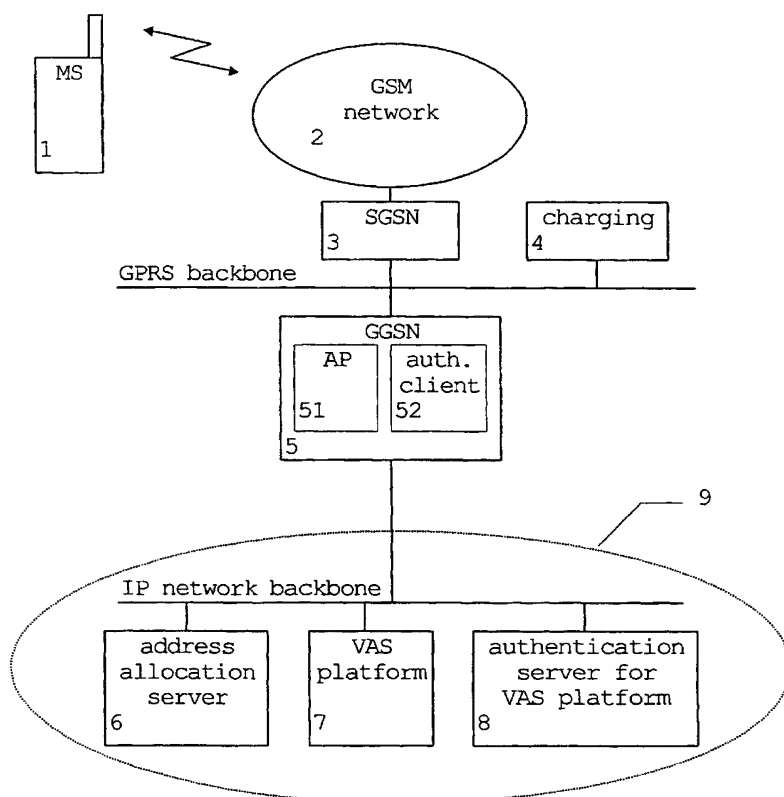 MS
1
GSM
network
2
SGSN
3
charging
4
GPRS backbone
GGSN
AP
51
auth.
client
52
5
9
IP network backbone
address
allocation
server
6
VAS
platform
7
authentication
server for
VAS platform
8